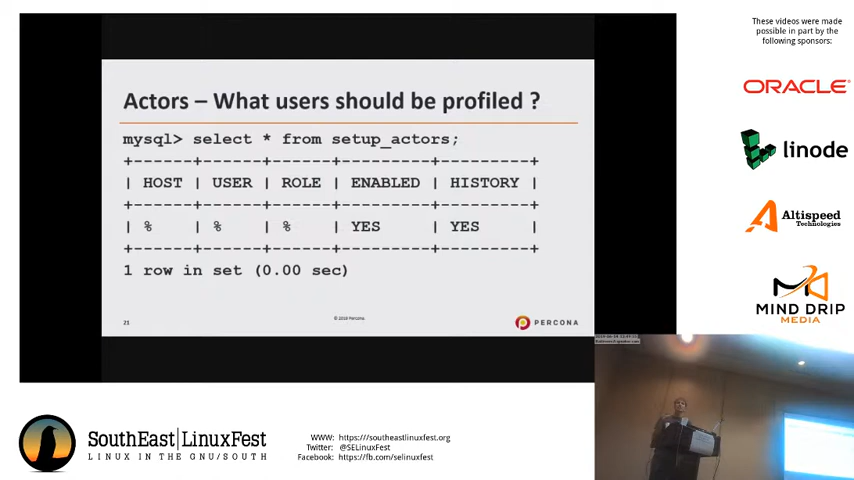 These videos were made
possible in part by the
following sponsors:
ORACLE
linode
Altispeed
Technologies
MIND DRIP
MEDIA
Actors – What users should be profiled ?
mysql> select * from setup_actors;
+------+------+------+---------+---------+
| HOST | USER | ROLE | ENABLED | HISTORY |
+------+------+------+---------+---------+
| % | % | % | YES | YES |
+------+------+------+---------+---------+
1 row in set (0.00 sec)
21
© 2018 Percona.
PERCONA
SouthEast|LinuxFest
LINUX IN THE GNU/SOUTH
WWW: https://southeastlinuxfest.org
Twitter: @SELinuxFest
Facebook: https://fb.com/selinuxfest